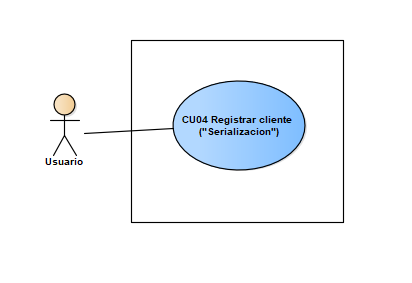 CU04 Registrar cliente
("Serializacion")
Usuario